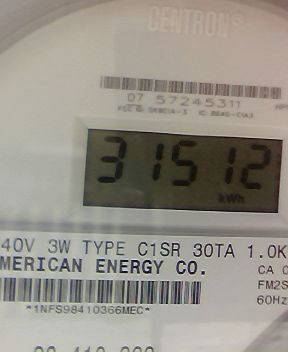 CENTRON®
07 57245311
31512
kWh
40V 3W TYPE C1SR 30TA 1.0K
MERICAN ENERGY CO.
CA 0
FM2S
60Hz
*1NFS98410366MEC*